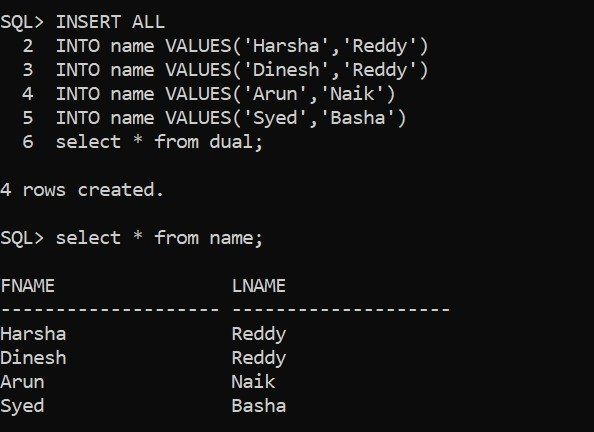 SQL> INSERT ALL
  2  INTO name VALUES('Harsha','Reddy')
  3  INTO name VALUES('Dinesh','Reddy')
  4  INTO name VALUES('Arun','Naik')
  5  INTO name VALUES('Syed','Basha')
  6  select * from dual;
4 rows created.
SQL> select * from name;
FNAME                LNAME
-------------------- --------------------
Harsha               Reddy
Dinesh               Reddy
Arun                 Naik
Syed                 Basha